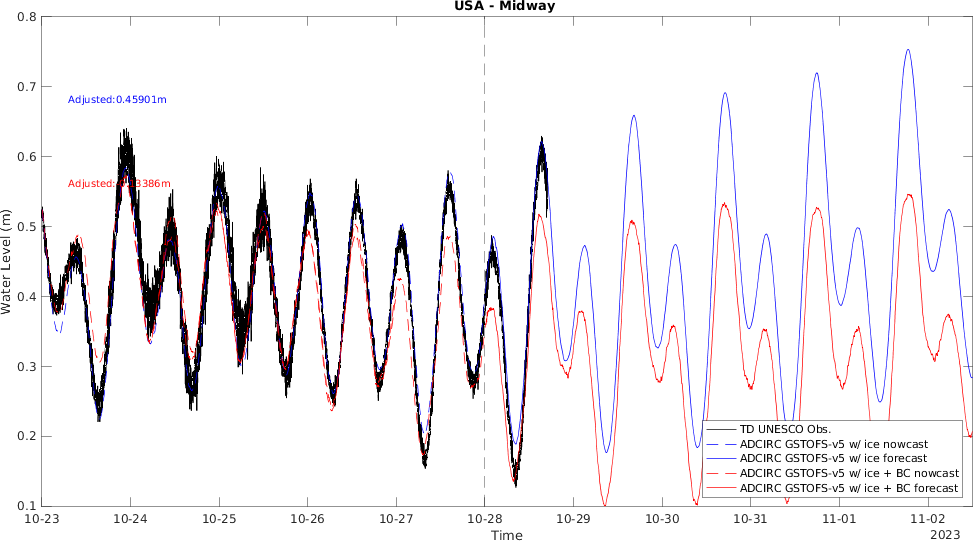 USA - Midway
0.8
0.7
0.6
0.5
0.4
0.3
0.2
0.1
Water Level (m)
Adjusted:0.45901m
TD UNESCO Obs.
ADCIRC GSTOFS-v5 w/ ice nowcast
ADCIRC GSTOFS-v5 w/ ice forecast
ADCIRC GSTOFS-v5 w/ ice + BC nowcast
ADCIRC GSTOFS-v5 w/ ice + BC forecast
10-23 10-24 10-25 10-26 10-27 10-28 10-29 10-30 10-31 11-01 11-02
Time
2023